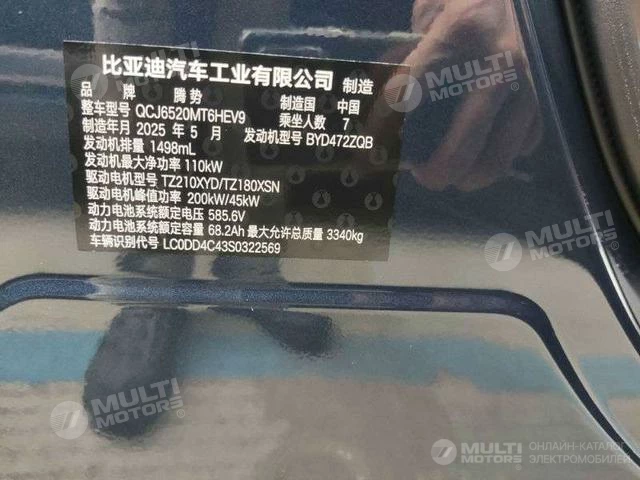 比亚迪汽车工业有限公司 制造
品 牌 腾势 制造国 中国
整车型号 QCJ6520MT6HEV9 乘坐人数 7
制造年月 2025 年 5 月 发动机型号 BYD472ZQB
发动机排量 1498mL
发动机最大净功率 110kW
驱动电机型号 TZ210XYD/TZ180XSN
驱动电机峰值功率 200kW/45kW
动力电池系统额定电压 585.6V
动力电池系统额定容量 68.2Ah 最大允许总质量 3340kg
车辆识别代号 LC0DD4C43S0322569
MULTI MOTORS®
MULTI MOTORS®
MULTI MOTORS®
MULTI MOTORS®
MULTI MOTORS® ОНЛАЙН-КАТАЛОГ ЭЛЕКТРОМОБИЛЕЙ